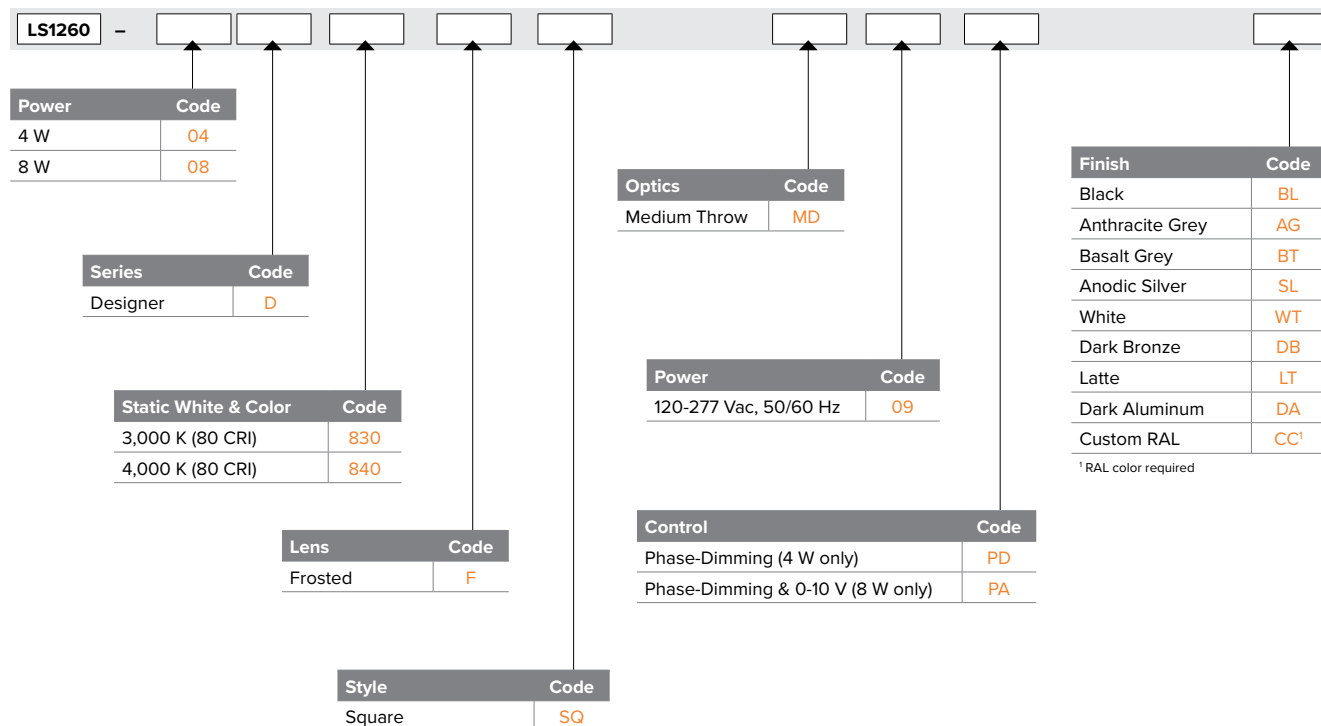 LS1260 –
Power Code
4 W 04
8 W 08
Series Code
Designer D
Static White & Color Code
3,000 K (80 CRI) 830
4,000 K (80 CRI) 840
Lens Code
Frosted F
Style Code
Square SQ
Optics Code
Medium Throw MD
Power Code
120-277 Vac, 50/60 Hz 09
Control Code
Phase-Dimming (4 W only) PD
Phase-Dimming & 0-10 V (8 W only) PA
Finish Code
Black BL
Anthracite Grey AG
Basalt Grey BT
Anodic Silver SL
White WT
Dark Bronze DB
Latte LT
Dark Aluminum DA
Custom RAL CC¹
¹ RAL color required